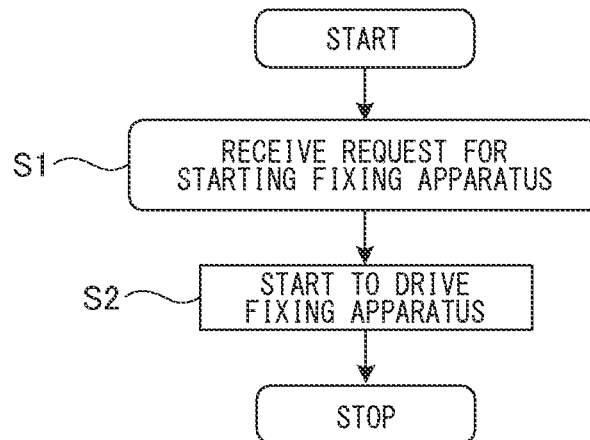 START
S1
RECEIVE REQUEST FOR
STARTING FIXING APPARATUS
S2
START TO DRIVE
FIXING APPARATUS
STOP